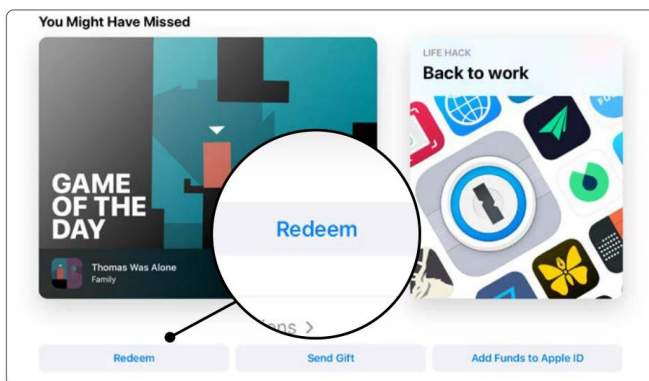 You Might Have Missed
GAME
OF THE
DAY
Thomas Was Alone
Family
LIFE HACK
Back to work
Redeem
Redeem
Send Gift
Add Funds to Apple ID